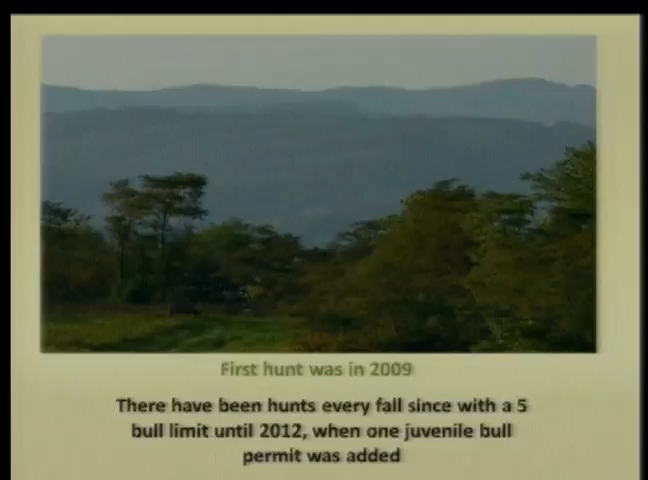 First hunt was in 2009
There have been hunts every fall since with a 5
bull limit until 2012, when one juvenile bull
permit was added